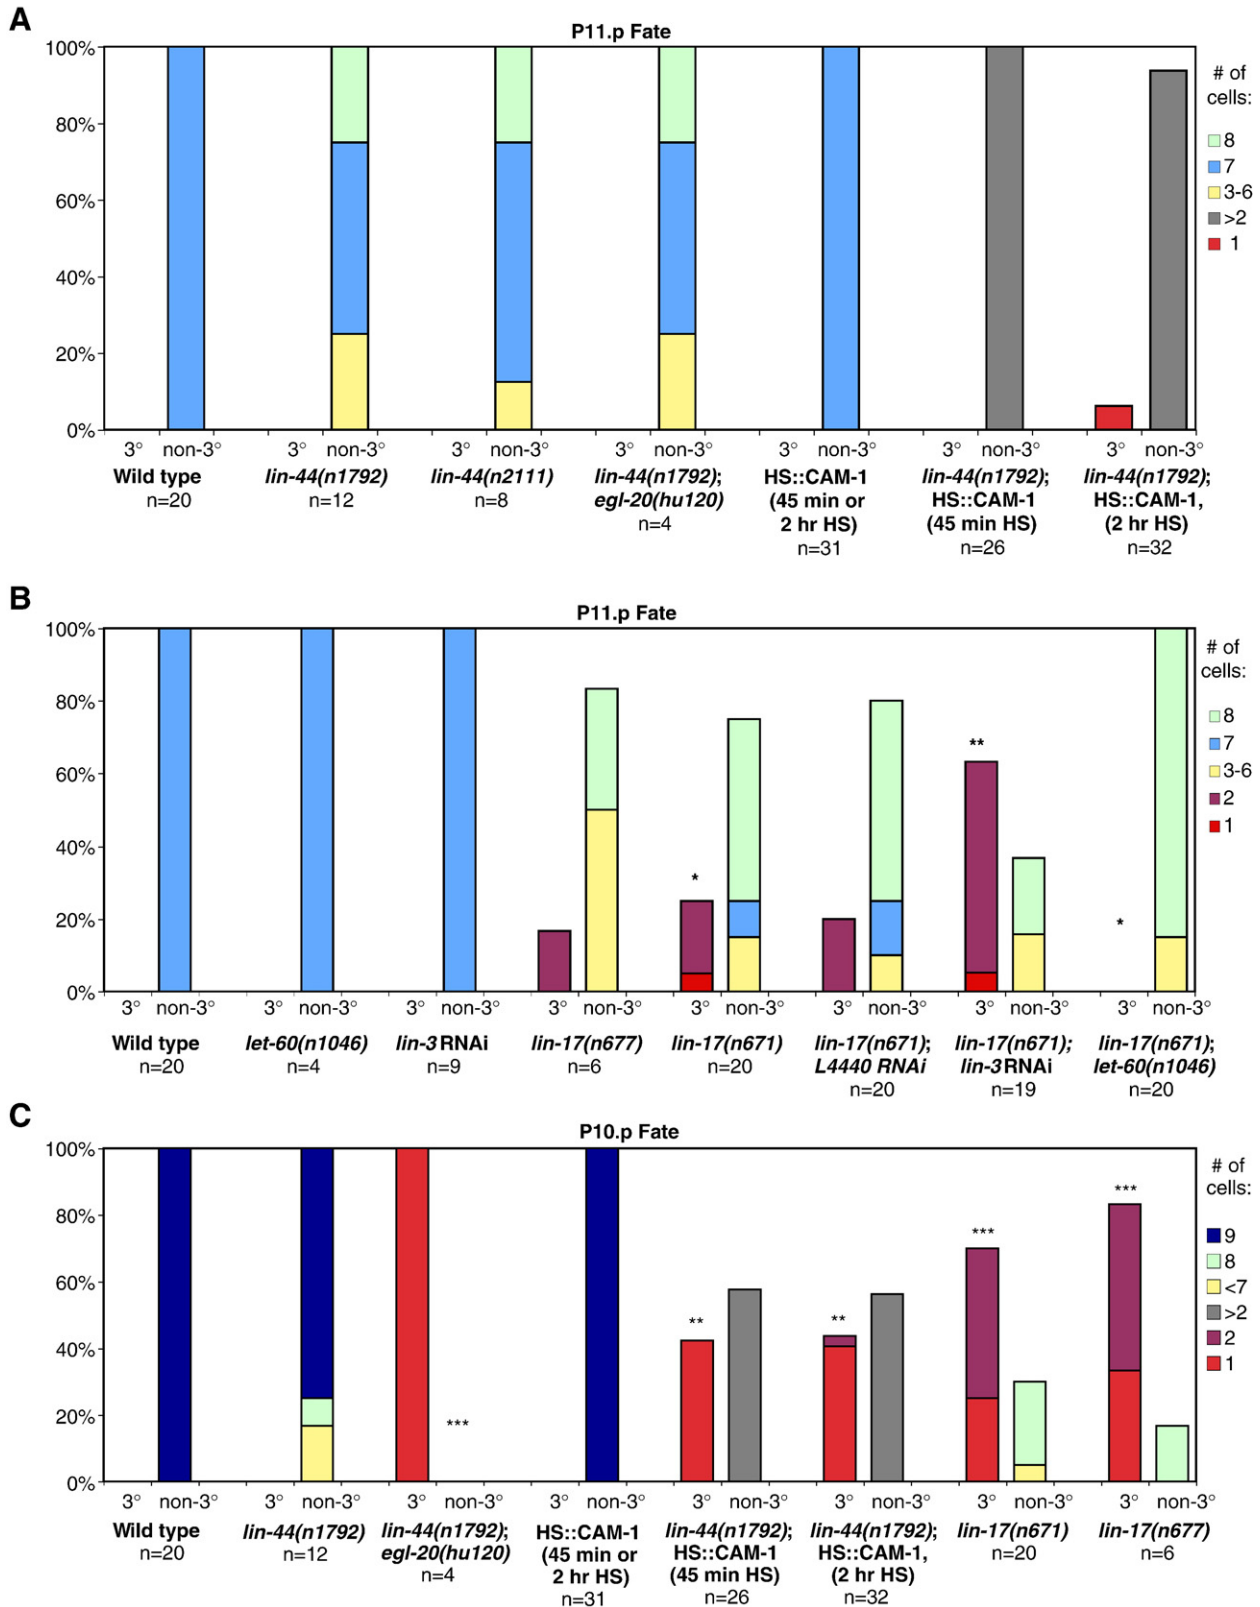 A
P11.p Fate
100%
80%
60%
40%
20%
0%
# of
cells:
8
7
3-6
>2
1
3° non-3° 3° non-3° 3° non-3° 3° non-3° 3° non-3° 3° non-3° 3° non-3°
Wild type
n=20
lin-44(n1792)
n=12
lin-44(n2111)
n=8
lin-44(n1792);
egl-20(hu120)
n=4
HS::CAM-1
(45 min or
2 hr HS)
n=31
lin-44(n1792);
HS::CAM-1
(45 min HS)
n=26
lin-44(n1792);
HS::CAM-1,
(2 hr HS)
n=32
B
P11.p Fate
100%
80%
60%
40%
20%
0%
*
**
*
# of
cells:
8
7
3-6
2
1
3° non-3° 3° non-3° 3° non-3° 3° non-3° 3° non-3° 3° non-3° 3° non-3° 3° non-3°
Wild type
n=20
let-60(n1046)
n=4
lin-3 RNAi
n=9
lin-17(n677)
n=6
lin-17(n671)
n=20
lin-17(n671);
L4440 RNAi
n=20
lin-17(n671);
lin-3 RNAi
n=19
lin-17(n671);
let-60(n1046)
n=20
C
P10.p Fate
100%
80%
60%
40%
20%
0%
***
**
**
***
***
# of
cells:
9
8
<7
>2
2
1
3° non-3° 3° non-3° 3° non-3° 3° non-3° 3° non-3° 3° non-3° 3° non-3° 3° non-3°
Wild type
n=20
lin-44(n1792)
n=12
lin-44(n1792);
egl-20(hu120)
n=4
HS::CAM-1
(45 min or
2 hr HS)
n=31
lin-44(n1792);
HS::CAM-1
(45 min HS)
n=26
lin-44(n1792);
HS::CAM-1,
(2 hr HS)
n=32
lin-17(n671)
n=20
lin-17(n677)
n=6